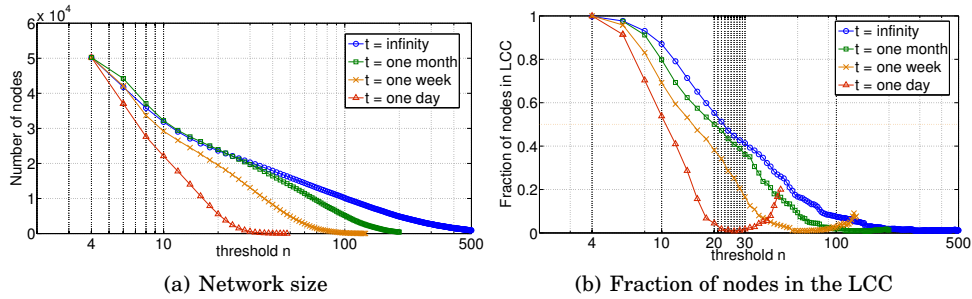 x 10⁴
6
5
4
3
2
1
0
Number of nodes
4
10
100
500
threshold n
t = infinity
t = one month
t = one week
t = one day
(a) Network size
1
0.8
0.6
0.4
0.2
0
Fraction of nodes in LCC
4
10
20
30
100
500
threshold n
t = infinity
t = one month
t = one week
t = one day
(b) Fraction of nodes in the LCC